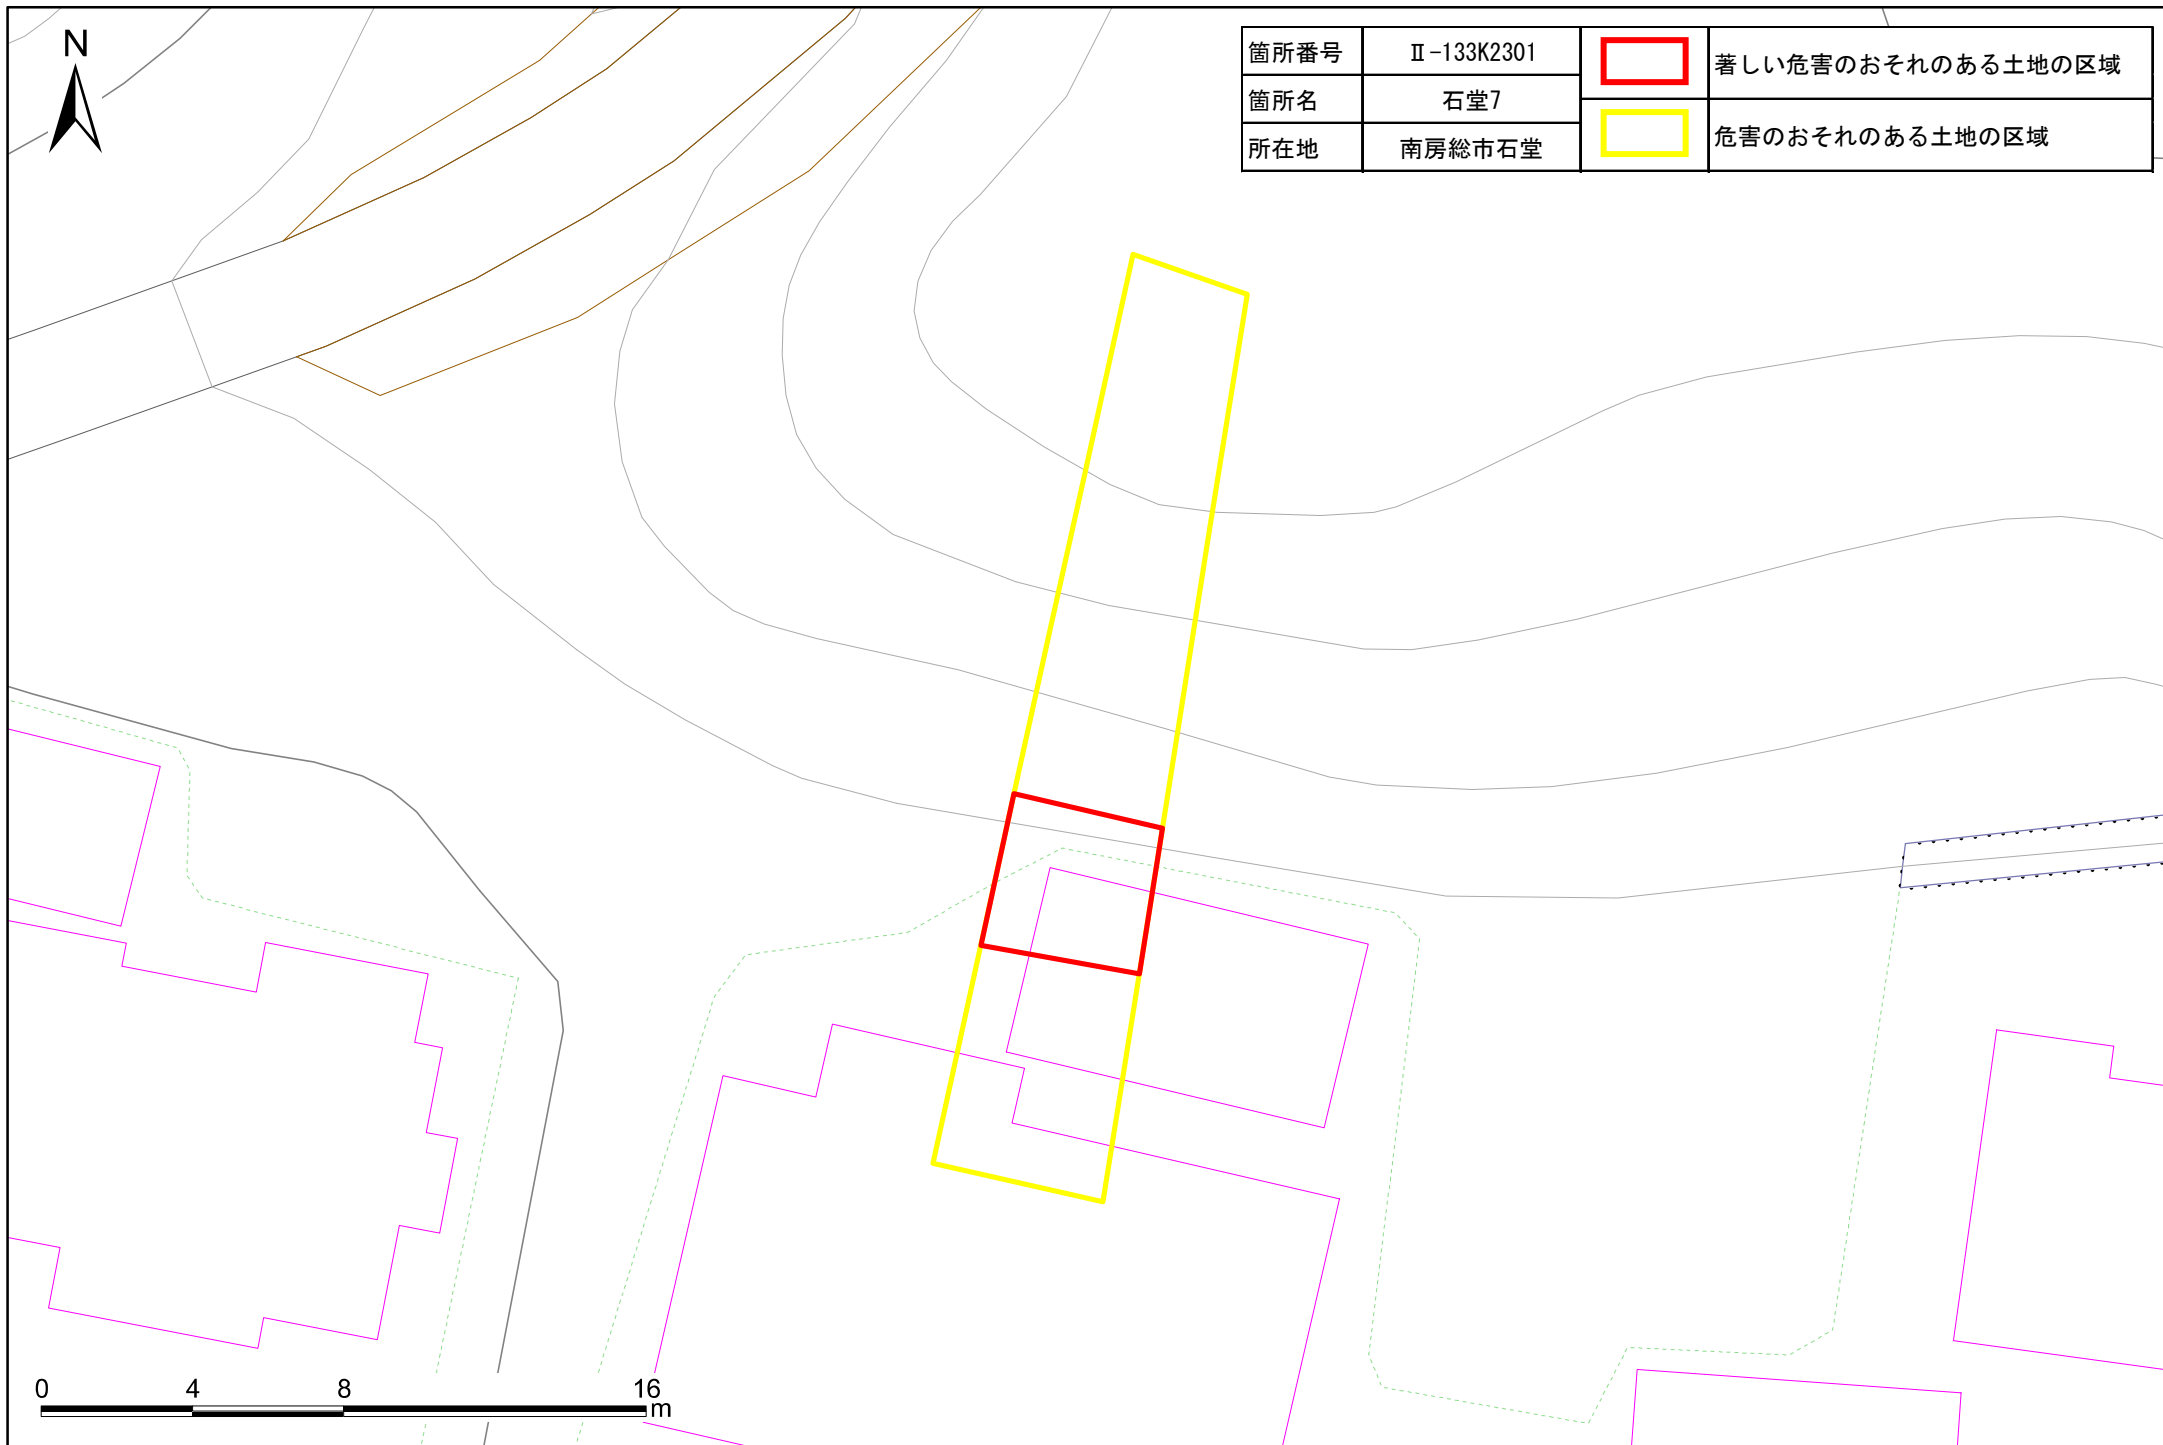 N
箇所番号 Ⅱ-133K2301
箇所名 石堂7
所在地 南房総市石堂
著しい危害のおそれのある土地の区域
危害のおそれのある土地の区域
0 4 8 16
m